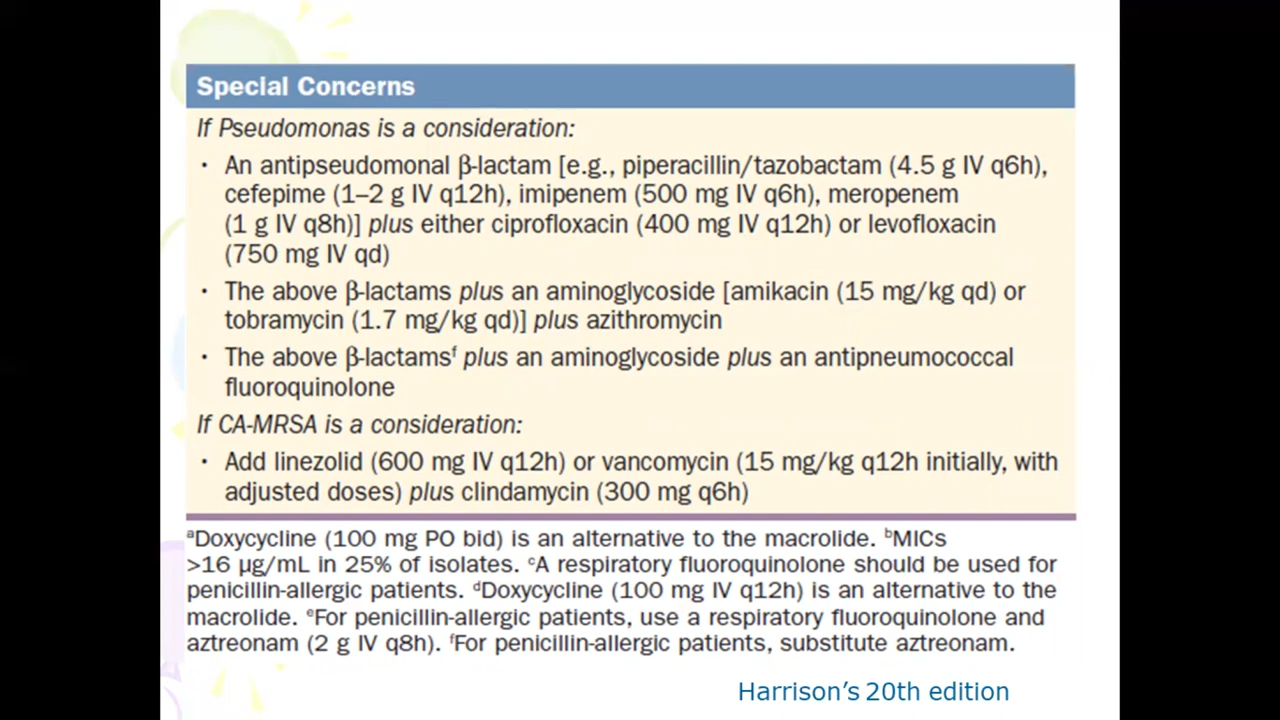 Special Concerns
If Pseudomonas is a consideration:
· An antipseudomonal β-lactam [e.g., piperacillin/tazobactam (4.5 g IV q6h),
cefepime (1–2 g IV q12h), imipenem (500 mg IV q6h), meropenem
(1 g IV q8h)] plus either ciprofloxacin (400 mg IV q12h) or levofloxacin
(750 mg IV qd)
· The above β-lactams plus an aminoglycoside [amikacin (15 mg/kg qd) or
tobramycin (1.7 mg/kg qd)] plus azithromycin
· The above β-lactamsᶠ plus an aminoglycoside plus an antipneumococcal
fluoroquinolone
If CA-MRSA is a consideration:
· Add linezolid (600 mg IV q12h) or vancomycin (15 mg/kg q12h initially, with
adjusted doses) plus clindamycin (300 mg q6h)
ᵃDoxycycline (100 mg PO bid) is an alternative to the macrolide. ᵇMICs
>16 μg/mL in 25% of isolates. ᶜA respiratory fluoroquinolone should be used for
penicillin-allergic patients. ᵈDoxycycline (100 mg IV q12h) is an alternative to the
macrolide. ᵉFor penicillin-allergic patients, use a respiratory fluoroquinolone and
aztreonam (2 g IV q8h). ᶠFor penicillin-allergic patients, substitute aztreonam.
Harrison's 20th edition